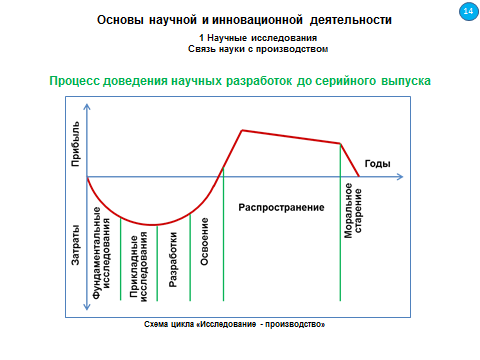 Основы научной и инновационной деятельности
14
1 Научные исследования
Связь науки с производством
Процесс доведения научных разработок до серийного выпуска
Прибыль
Затраты
Годы
Фундаментальные
исследования
Прикладные
исследования
Разработки
Освоение
Распространение
Моральное
старение
Схема цикла «Исследование - производство»